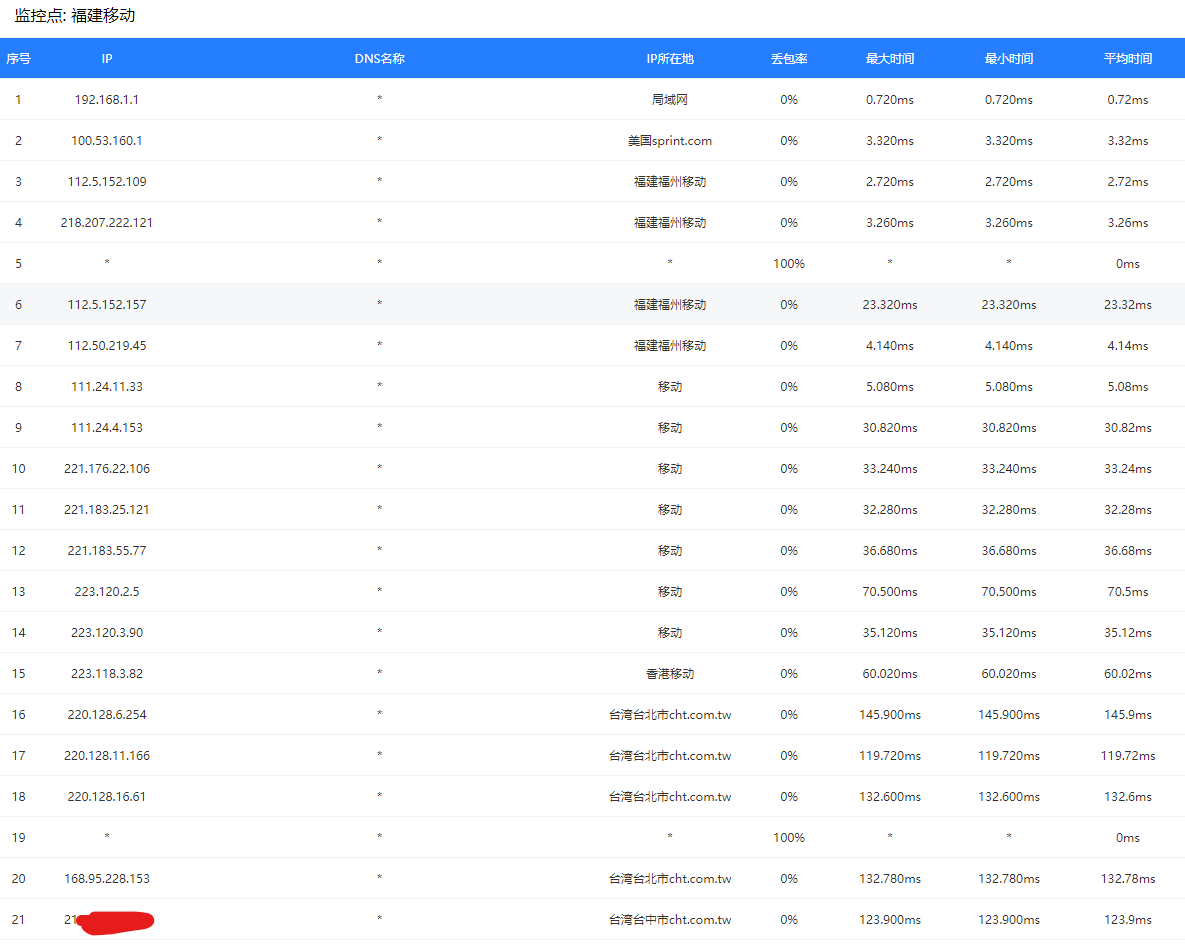 监控点: 福建移动
序号 IP DNS名称 IP所在地 丢包率 最大时间 最小时间 平均时间
1 192.168.1.1 * 局域网 0% 0.720ms 0.720ms 0.72ms
2 100.53.160.1 * 美国sprint.com 0% 3.320ms 3.320ms 3.32ms
3 112.5.152.109 * 福建福州移动 0% 2.720ms 2.720ms 2.72ms
4 218.207.222.121 * 福建福州移动 0% 3.260ms 3.260ms 3.26ms
5 * * * 100% * * 0ms
6 112.5.152.157 * 福建福州移动 0% 23.320ms 23.320ms 23.32ms
7 112.50.219.45 * 福建福州移动 0% 4.140ms 4.140ms 4.14ms
8 111.24.11.33 * 移动 0% 5.080ms 5.080ms 5.08ms
9 111.24.4.153 * 移动 0% 30.820ms 30.820ms 30.82ms
10 221.176.22.106 * 移动 0% 33.240ms 33.240ms 33.24ms
11 221.183.25.121 * 移动 0% 32.280ms 32.280ms 32.28ms
12 221.183.55.77 * 移动 0% 36.680ms 36.680ms 36.68ms
13 223.120.2.5 * 移动 0% 70.500ms 70.500ms 70.5ms
14 223.120.3.90 * 移动 0% 35.120ms 35.120ms 35.12ms
15 223.118.3.82 * 香港移动 0% 60.020ms 60.020ms 60.02ms
16 220.128.6.254 * 台湾台北市cht.com.tw 0% 145.900ms 145.900ms 145.9ms
17 220.128.11.166 * 台湾台北市cht.com.tw 0% 119.720ms 119.720ms 119.72ms
18 220.128.16.61 * 台湾台北市cht.com.tw 0% 132.600ms 132.600ms 132.6ms
19 * * * 100% * * 0ms
20 168.95.228.153 * 台湾台北市cht.com.tw 0% 132.780ms 132.780ms 132.78ms
21 * 台湾台中市cht.com.tw 0% 123.900ms 123.900ms 123.9ms